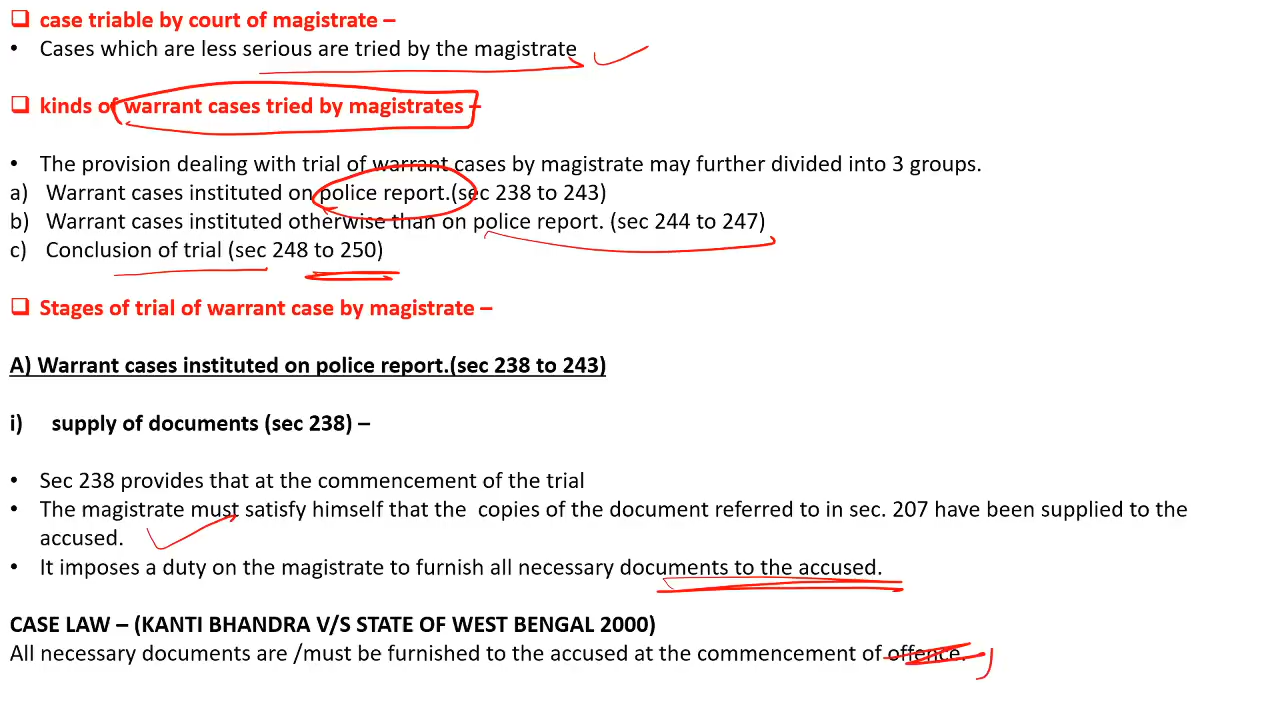 case triable by court of magistrate –
• Cases which are less serious are tried by the magistrate
kinds of warrant cases tried by magistrates –
• The provision dealing with trial of warrant cases by magistrate may further divided into 3 groups.
a) Warrant cases instituted on police report.(sec 238 to 243)
b) Warrant cases instituted otherwise than on police report. (sec 244 to 247)
c) Conclusion of trial (sec 248 to 250)
Stages of trial of warrant case by magistrate –
A) Warrant cases instituted on police report.(sec 238 to 243)
i) supply of documents (sec 238) –
• Sec 238 provides that at the commencement of the trial
• The magistrate must satisfy himself that the copies of the document referred to in sec. 207 have been supplied to the
accused.
• It imposes a duty on the magistrate to furnish all necessary documents to the accused.
CASE LAW – (KANTI BHANDRA V/S STATE OF WEST BENGAL 2000)
All necessary documents are /must be furnished to the accused at the commencement of offence.